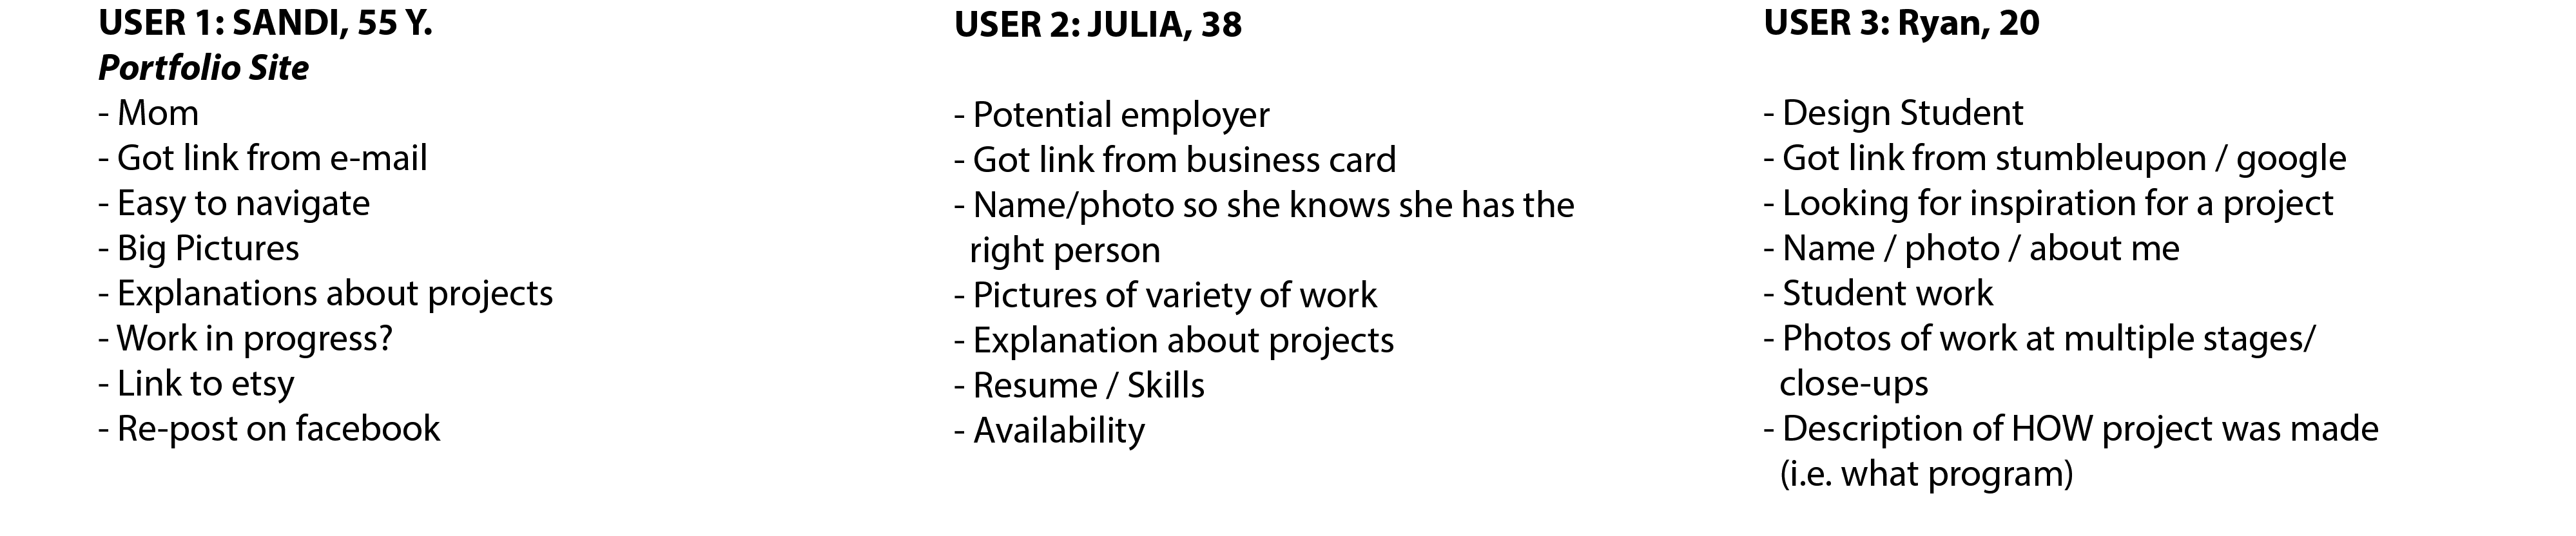 USER 1: SANDI, 55 Y.
Portfolio Site
- Mom
- Got link from e-mail
- Easy to navigate
- Big Pictures
- Explanations about projects
- Work in progress?
- Link to etsy
- Re-post on facebook
USER 2: JULIA, 38
- Potential employer
- Got link from business card
- Name/photo so she knows she has the
right person
- Pictures of variety of work
- Explanation about projects
- Resume / Skills
- Availability
USER 3: Ryan, 20
- Design Student
- Got link from stumbleupon / google
- Looking for inspiration for a project
- Name / photo / about me
- Student work
- Photos of work at multiple stages/
close-ups
- Description of HOW project was made
(i.e. what program)